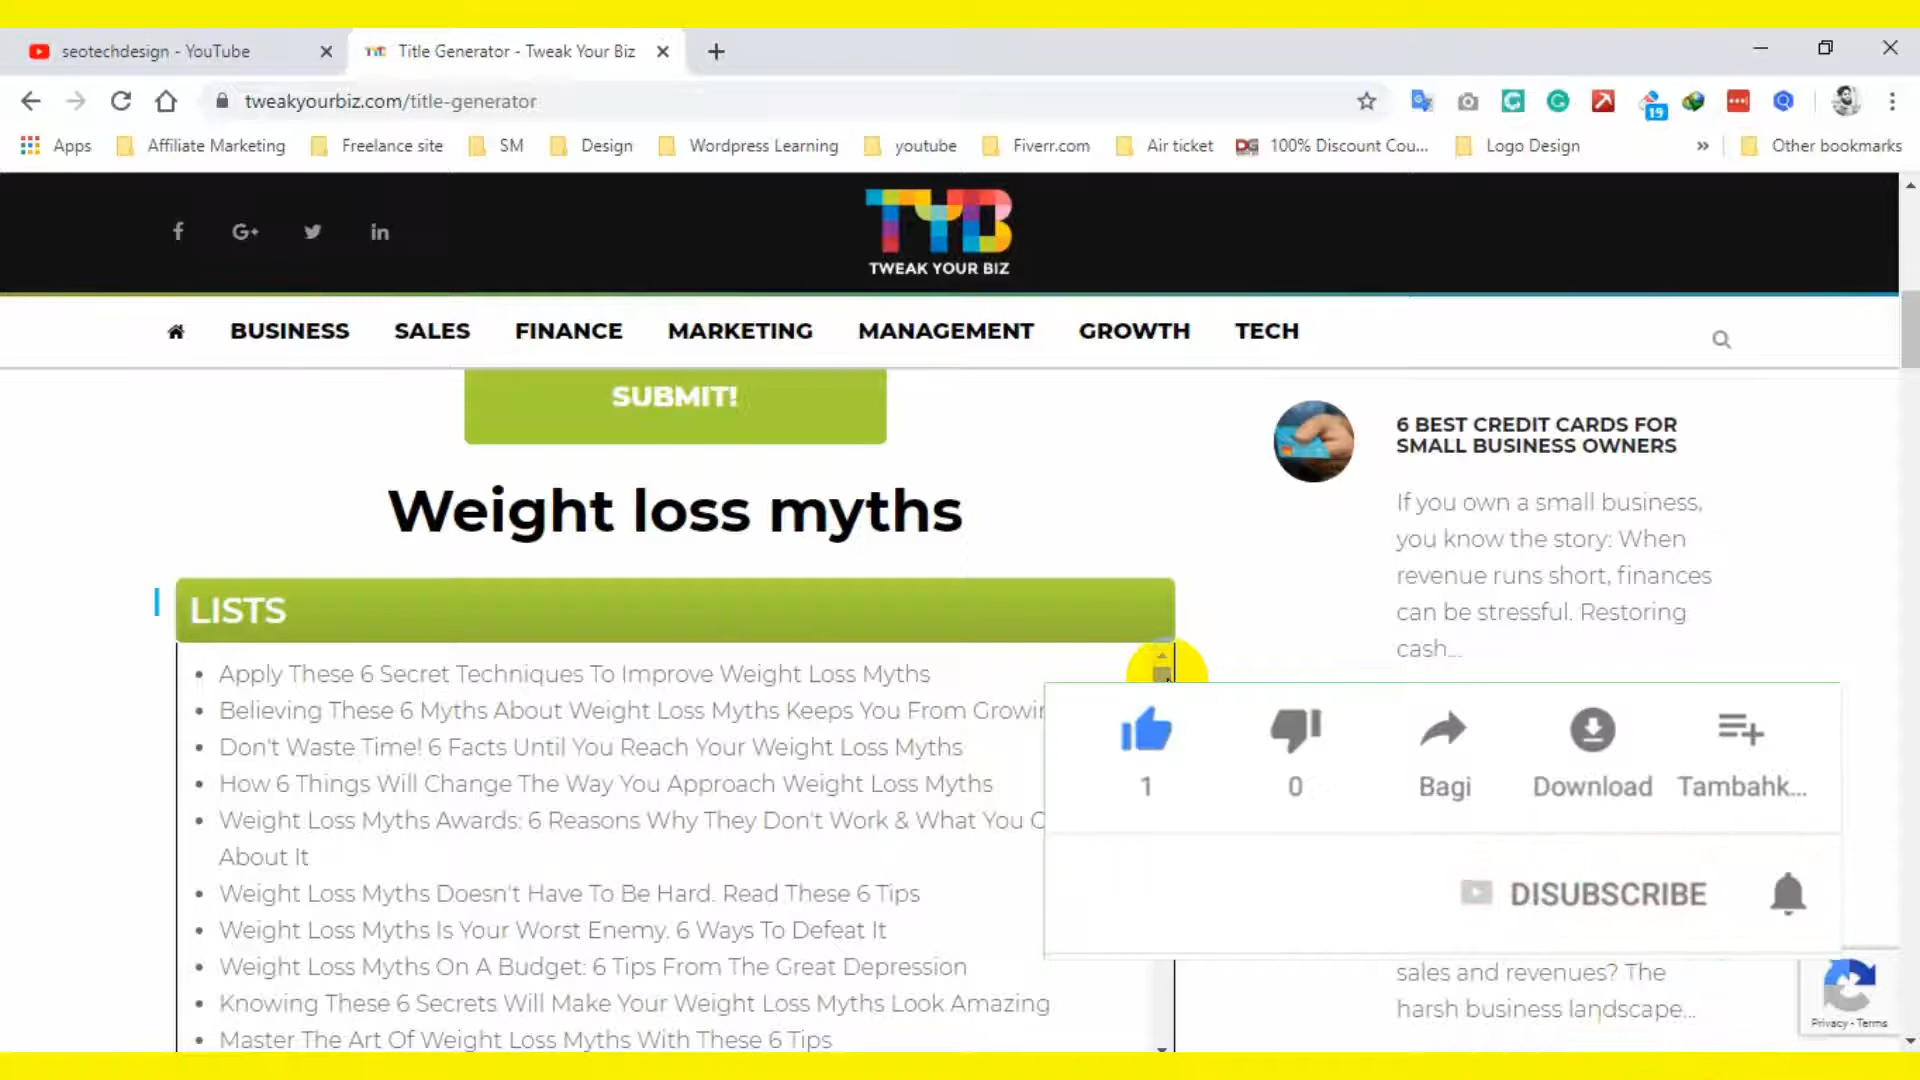 seotechdesign - YouTube
Title Generator - Tweak Your Biz
tweakyourbiz.com/title-generator
19
Apps
Affiliate Marketing
Freelance site
SM
Design
Wordpress Learning
youtube
Fiverr.com
Air ticket
DG
100% Discount Cou...
Logo Design
Other bookmarks
TYB
TWEAK YOUR BIZ
BUSINESS
SALES
FINANCE
MARKETING
MANAGEMENT
GROWTH
TECH
SUBMIT!
Weight loss myths
LISTS
Apply These 6 Secret Techniques To Improve Weight Loss Myths
Believing These 6 Myths About Weight Loss Myths Keeps You From
Don't Waste Time! 6 Facts Until You Reach Your Weight Loss Myths
How 6 Things Will Change The Way You Approach Weight Loss Myths
Weight Loss Myths Awards: 6 Reasons Why They Don't Work & What You
About It
Weight Loss Myths Doesn't Have To Be Hard. Read These 6 Tips
Weight Loss Myths Is Your Worst Enemy. 6 Ways To Defeat It
Weight Loss Myths On A Budget: 6 Tips From The Great Depression
Knowing These 6 Secrets Will Make Your Weight Loss Myths Look Amazing
Master The Art Of Weight Loss Myths With These 6 Tips
6 BEST CREDIT CARDS FOR
SMALL BUSINESS OWNERS
If you own a small business,
you know the story: When
revenue runs short, finances
can be stressful. Restoring
cash...
1
0
Bagi
Download
Tambahk...
DISUBSCRIBE
sales and revenues? The
harsh business landscape...
Privacy - Terms